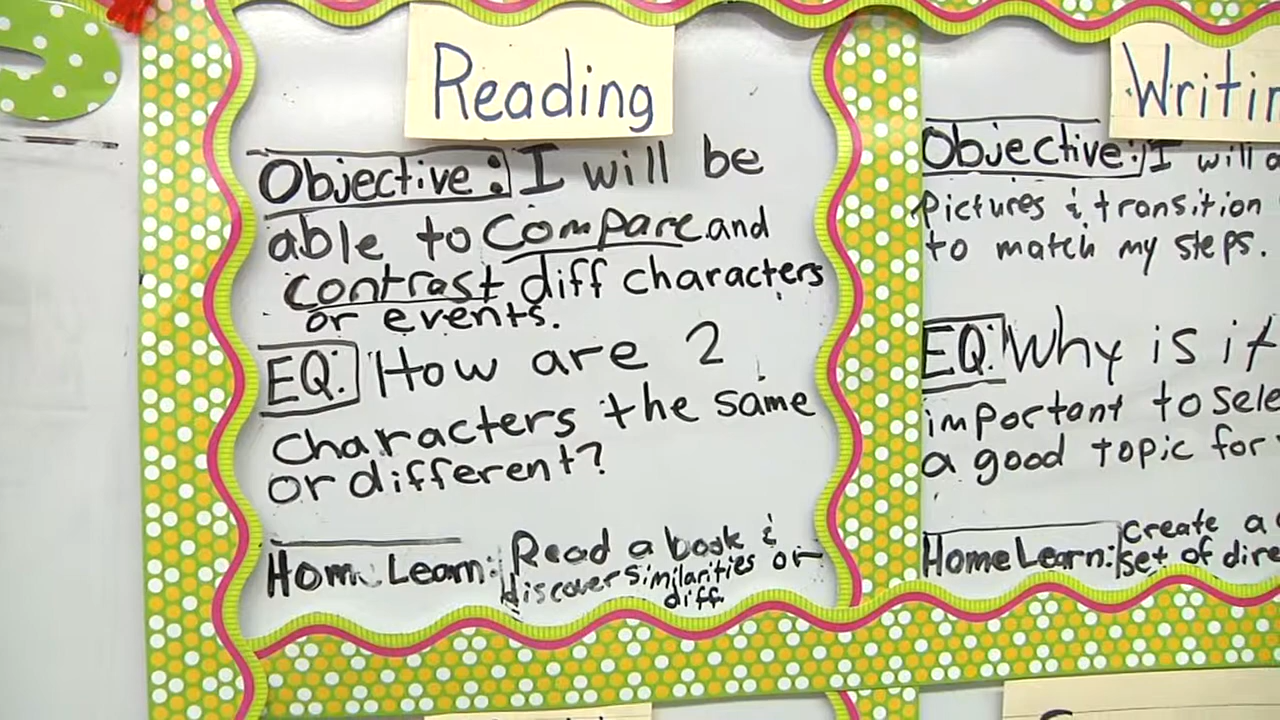 Reading
Objective: I will be
able to compare and
contrast diff characters
or events.
EQ: How are 2
characters the same
or different?
Home Learn: Read a book &
discover similarities or
diff.
Writin
Objective: I will
pictures & transition
to match my steps.
EQ: Why is it
important to sele
a good topic for
Home Learn: create a
set of dire